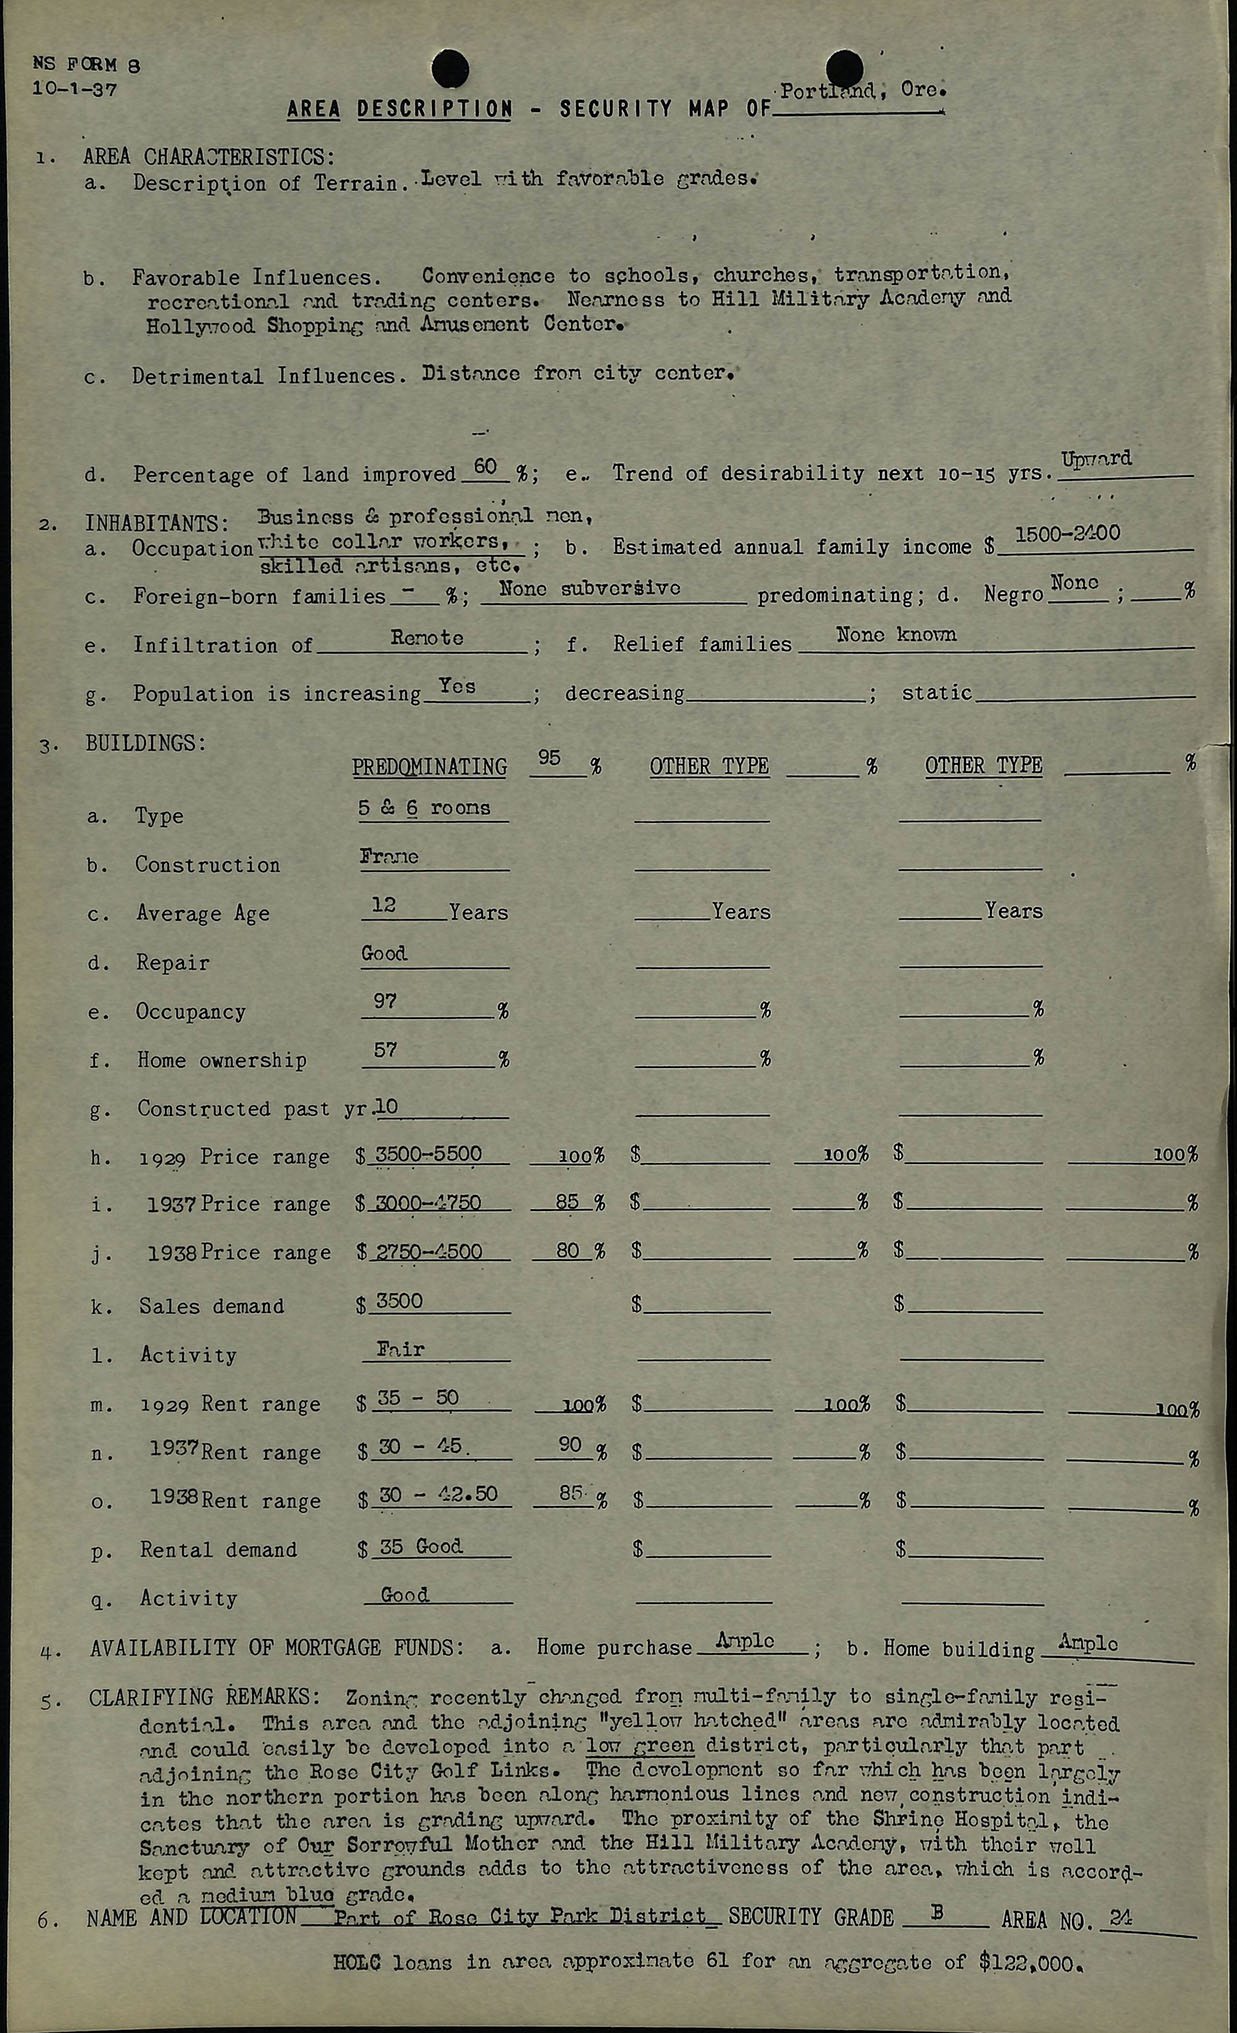 NS FORM 8
10-1-37
Portland, Ore.
AREA DESCRIPTION - SECURITY MAP OF
1. AREA CHARACTERISTICS:
a. Description of Terrain. Level with favorable grades.
b. Favorable Influences. Convenience to schools, churches, transportation,
recreational and trading centers. Nearness to Hill Military Academy and
Hollywood Shopping and Amusement Center.
c. Detrimental Influences. Distance from city center.
d. Percentage of land improved 60 %; e. Trend of desirability next 10-15 yrs. Upward
2. INHABITANTS: Business & professional men,
a. Occupation white collar workers, ; b. Estimated annual family income $ 1500-2400
skilled artisans, etc.
c. Foreign-born families - %; None subversive predominating; d. Negro None ; %
e. Infiltration of Remote ; f. Relief families None known
g. Population is increasing Yes ; decreasing ; static
3. BUILDINGS:
PREDOMINATING 95 % OTHER TYPE % OTHER TYPE %
a. Type 5 & 6 rooms
b. Construction Frame
c. Average Age 12 Years Years Years
d. Repair Good
e. Occupancy 97 % % %
f. Home ownership 57 % % %
g. Constructed past yr. 10
h. 1929 Price range $ 3500-5500 100% $ 100% $ 100%
i. 1937 Price range $ 3000-4750 85 % $ % $ %
j. 1938 Price range $ 2750-4500 80 % $ % $ %
k. Sales demand $ 3500 $ $
l. Activity Fair
m. 1929 Rent range $ 35 - 50 100% $ 100% $ 100%
n. 1937 Rent range $ 30 - 45. 90 % $ % $ %
o. 1938 Rent range $ 30 - 42.50 85 % $ % $ %
p. Rental demand $ 35 Good $ $
q. Activity Good
4. AVAILABILITY OF MORTGAGE FUNDS: a. Home purchase Ample ; b. Home building Ample
5. CLARIFYING REMARKS: Zoning recently changed from multi-family to single-family resi-
dential. This area and the adjoining "yellow hatched" areas are admirably located
and could easily be developed into a low green district, particularly that part
adjoining the Rose City Golf Links. The development so far which has been largely
in the northern portion has been along harmonious lines and new construction indi-
cates that the area is grading upward. The proximity of the Shrine Hospital, the
Sanctuary of Our Sorrowful Mother and the Hill Military Academy, with their well
kept and attractive grounds adds to the attractiveness of the area, which is accord-
ed a medium blue grade.
6. NAME AND LOCATION Part of Rose City Park District SECURITY GRADE B AREA NO. 24
HOLC loans in area approximate 61 for an aggregate of $122,000.